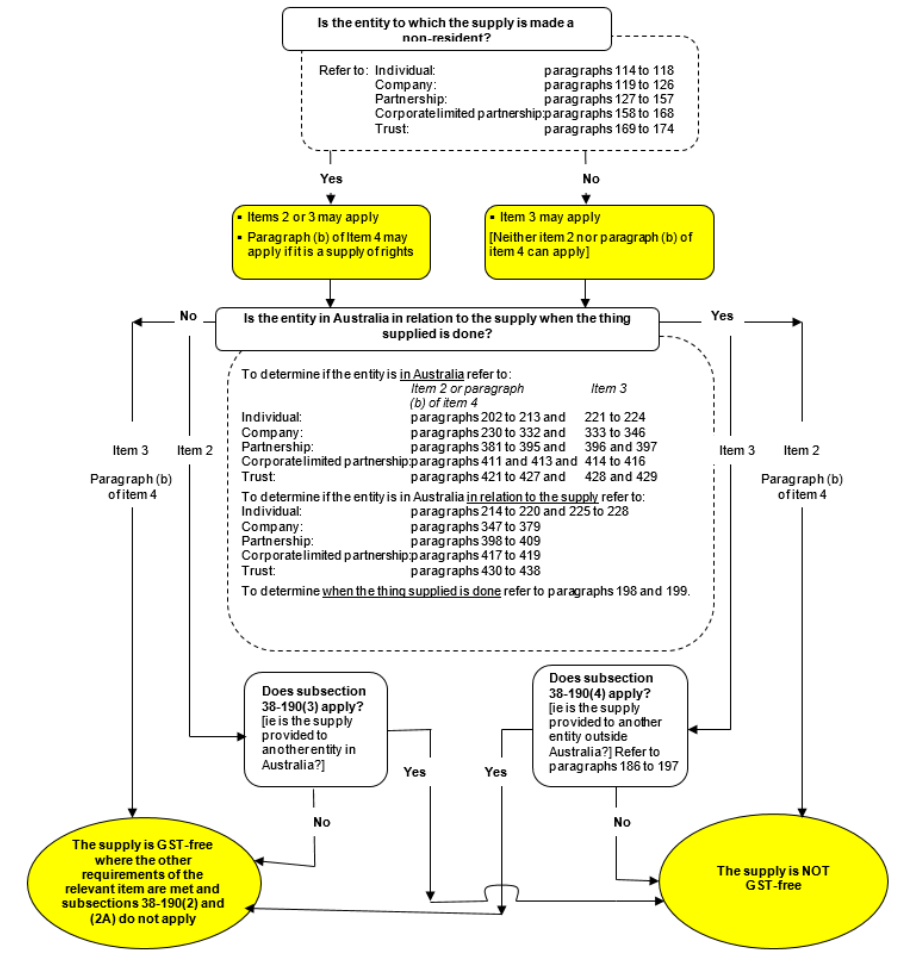 Is the entity to which the supply is made a
non-resident?
Refer to: Individual: paragraphs 114 to 118
Company: paragraphs 119 to 126
Partnership: paragraphs 127 to 157
Corporate limited partnership: paragraphs 158 to 168
Trust: paragraphs 169 to 174
Yes
No
▪ Items 2 or 3 may apply
▪ Paragraph (b) of Item 4 may
apply if it is a supply of rights
▪ Item 3 may apply
[Neither item 2 nor paragraph (b) of
item 4 can apply]
No
Is the entity in Australia in relation to the supply when the thing
supplied is done?
Yes
To determine if the entity is in Australia refer to:
Item 2 or paragraph Item 3
(b) of item 4
Individual: paragraphs 202 to 213 and 221 to 224
Company: paragraphs 230 to 332 and 333 to 346
Partnership: paragraphs 381 to 395 and 396 and 397
Corporate limited partnership: paragraphs 411 and 413 and 414 to 416
Trust: paragraphs 421 to 427 and 428 and 429
To determine if the entity is in Australia in relation to the supply refer to:
Individual: paragraphs 214 to 220 and 225 to 228
Company: paragraphs 347 to 379
Partnership: paragraphs 398 to 409
Corporate limited partnership: paragraphs 417 to 419
Trust: paragraphs 430 to 438
To determine when the thing supplied is done refer to paragraphs 198 and 199.
Item 3
Paragraph (b)
of item 4
Item 2
Item 3
Item 2
Paragraph (b)
of item 4
Does subsection
38-190(3) apply?
[ie is the supply
provided to
another entity in
Australia?]
Does subsection
38-190(4) apply?
[ie is the supply
provided to another
entity outside
Australia?] Refer to
paragraphs 186 to 197
Yes
Yes
No
No
The supply is GST-free
where the other
requirements of the
relevant item are met and
subsections 38-190(2) and
(2A) do not apply
The supply is NOT
GST-free